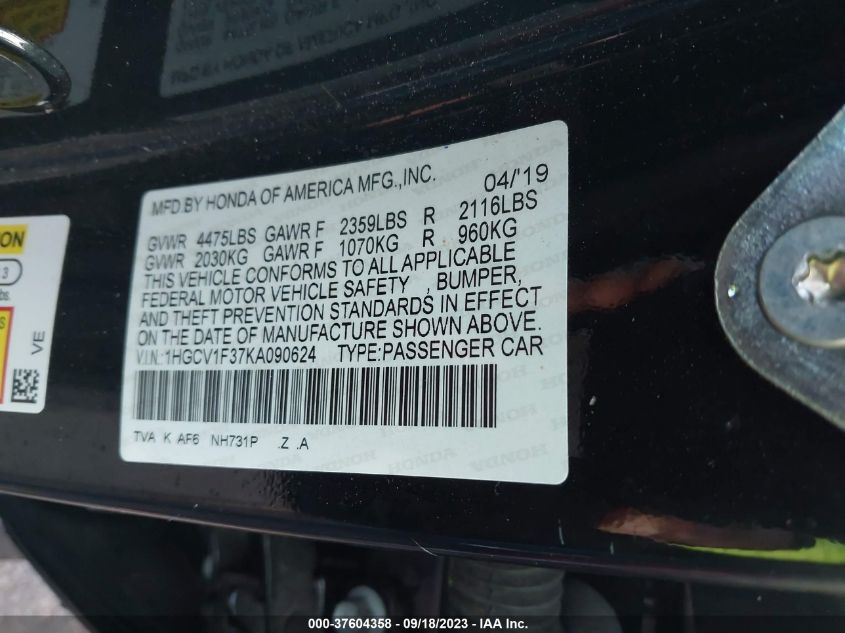 MFD.BY HONDA OF AMERICA MFG.,INC. 04/'19
GVWR 4475LBS GAWR F 2359LBS R 2116LBS
GVWR 2030KG GAWR F 1070KG R 960KG
THIS VEHICLE CONFORMS TO ALL APPLICABLE
FEDERAL MOTOR VEHICLE SAFETY , BUMPER,
AND THEFT PREVENTION STANDARDS IN EFFECT
ON THE DATE OF MANUFACTURE SHOWN ABOVE.
V.I.N.:1HGCV1F37KA090624 TYPE:PASSENGER CAR
TVA K AF6 NH731P .Z .A
VE
000-37604358 - 09/18/2023 - IAA Inc.